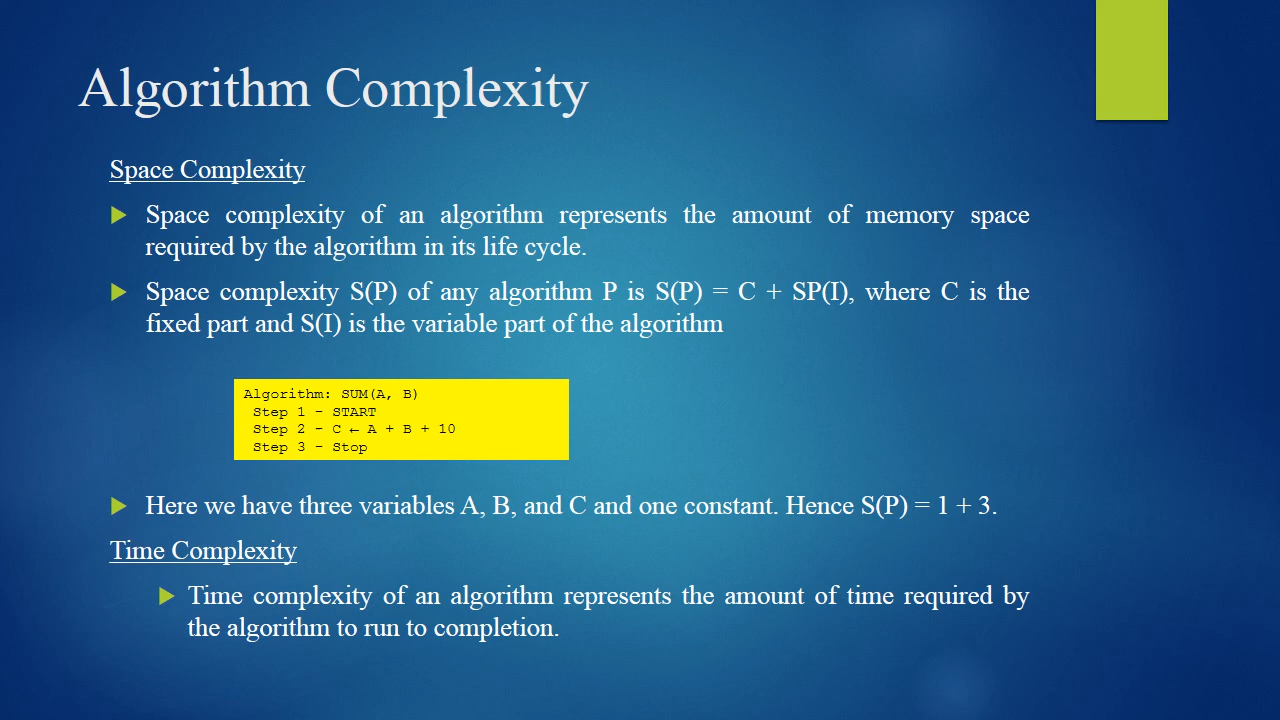 Algorithm Complexity
Space Complexity
Space complexity of an algorithm represents the amount of memory space
required by the algorithm in its life cycle.
Space complexity S(P) of any algorithm P is S(P) = C + SP(I), where C is the
fixed part and S(I) is the variable part of the algorithm
Algorithm: SUM(A, B)
Step 1 - START
Step 2 - C ← A + B + 10
Step 3 - Stop
Here we have three variables A, B, and C and one constant. Hence S(P) = 1 + 3.
Time Complexity
Time complexity of an algorithm represents the amount of time required by
the algorithm to run to completion.